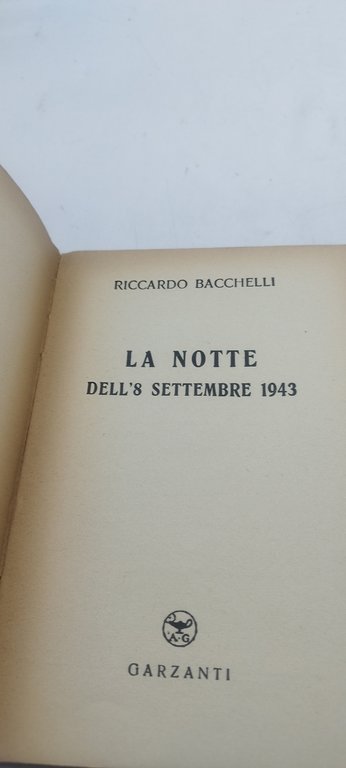 RICCARDO BACCHELLI
LA NOTTE
DELL'8 SETTEMBRE 1943
A·G
GARZANTI